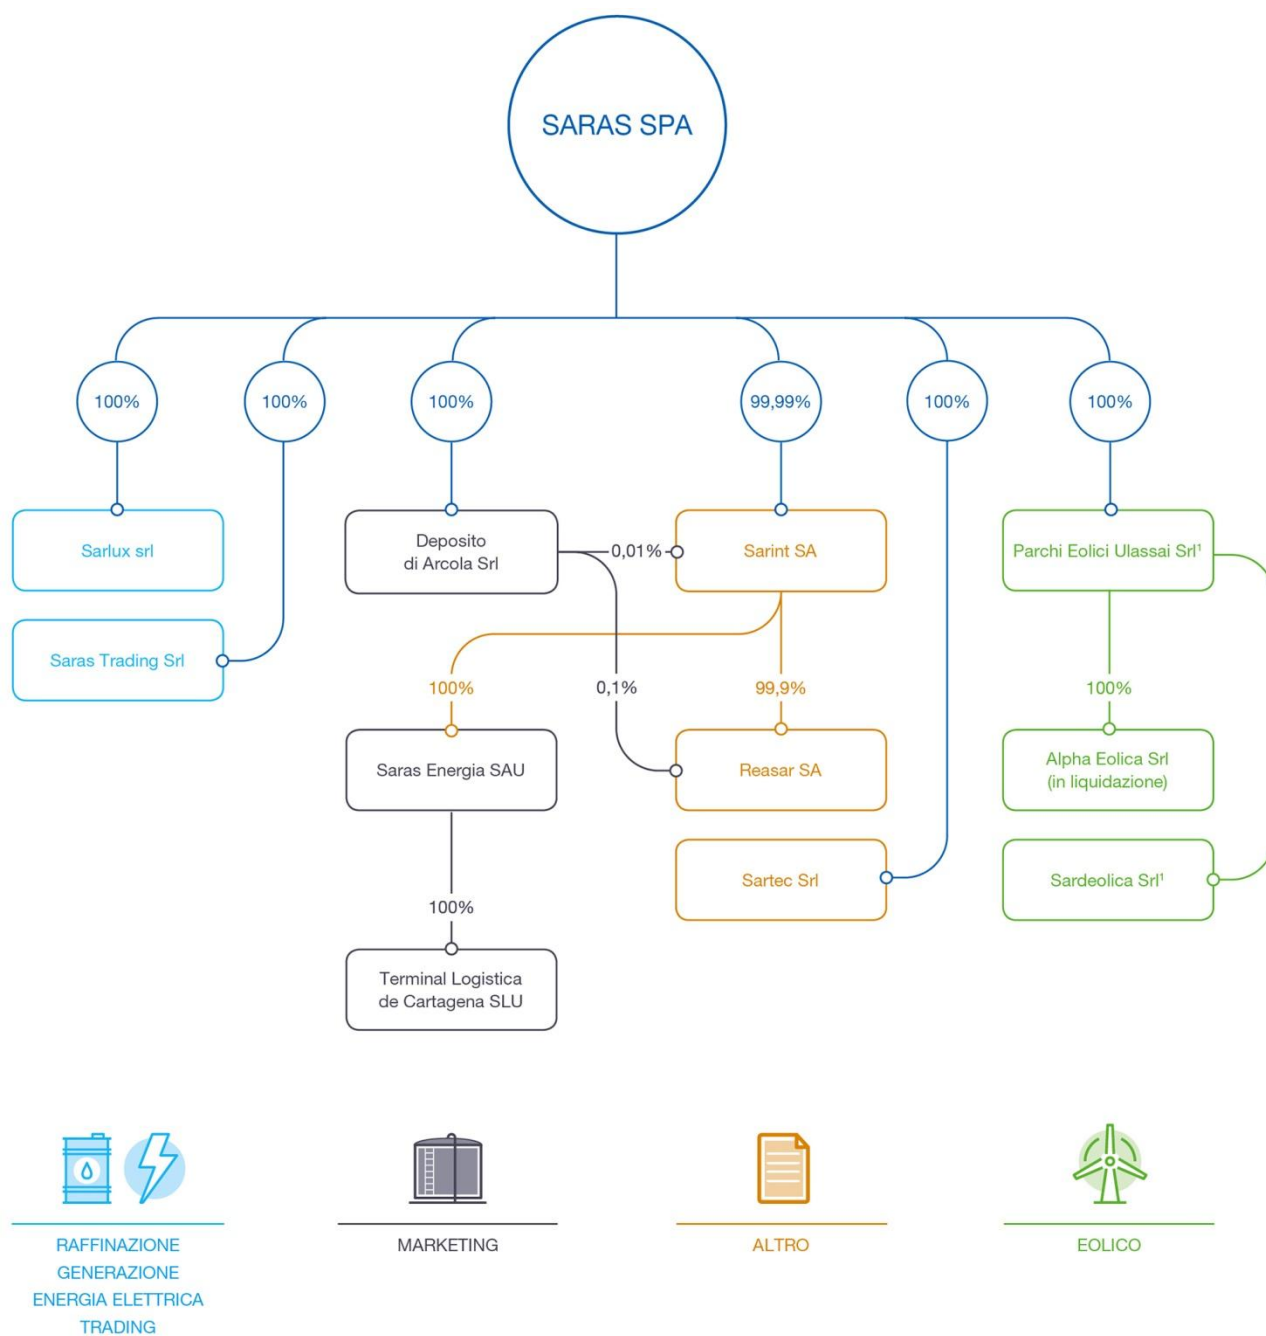 SARAS SPA
100%
100%
100%
99,99%
100%
100%
Sarlux srl
Deposito
di Arcola Srl
0,01%
Sarint SA
Parchi Eolici Ulassai Srl¹
Saras Trading Srl
100%
0,1%
99,9%
100%
Saras Energia SAU
Reasar SA
Alpha Eolica Srl
(in liquidazione)
Sartec Srl
Sardeolica Srl¹
100%
Terminal Logistica
de Cartagena SLU
RAFFINAZIONE
GENERAZIONE
ENERGIA ELETTRICA
TRADING
MARKETING
ALTRO
EOLICO